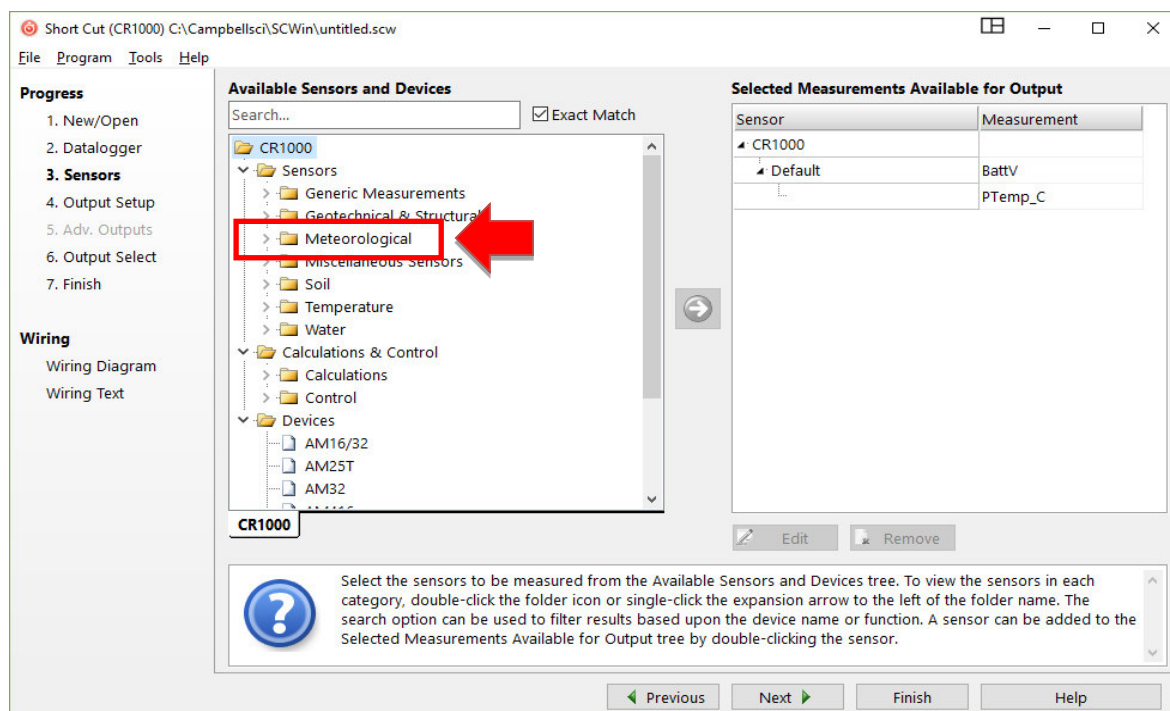 Short Cut (CR1000) C:\Campbellsci\SCWin\untitled.scw
File Program Tools Help
Progress
1. New/Open
2. Datalogger
3. Sensors
4. Output Setup
5. Adv. Outputs
6. Output Select
7. Finish
Wiring
Wiring Diagram
Wiring Text
Available Sensors and Devices
Search...
Exact Match
CR1000
Sensors
Generic Measurements
Geotechnical & Structural
Meteorological
Miscellaneous Sensors
Soil
Temperature
Water
Calculations & Control
Calculations
Control
Devices
AM16/32
AM25T
AM32
CR1000
Selected Measurements Available for Output
Sensor Measurement
CR1000
Default BattV
PTemp_C
Edit Remove
Select the sensors to be measured from the Available Sensors and Devices tree. To view the sensors in each
category, double-click the folder icon or single-click the expansion arrow to the left of the folder name. The
search option can be used to filter results based upon the device name or function. A sensor can be added to the
Selected Measurements Available for Output tree by double-clicking the sensor.
Previous Next Finish Help